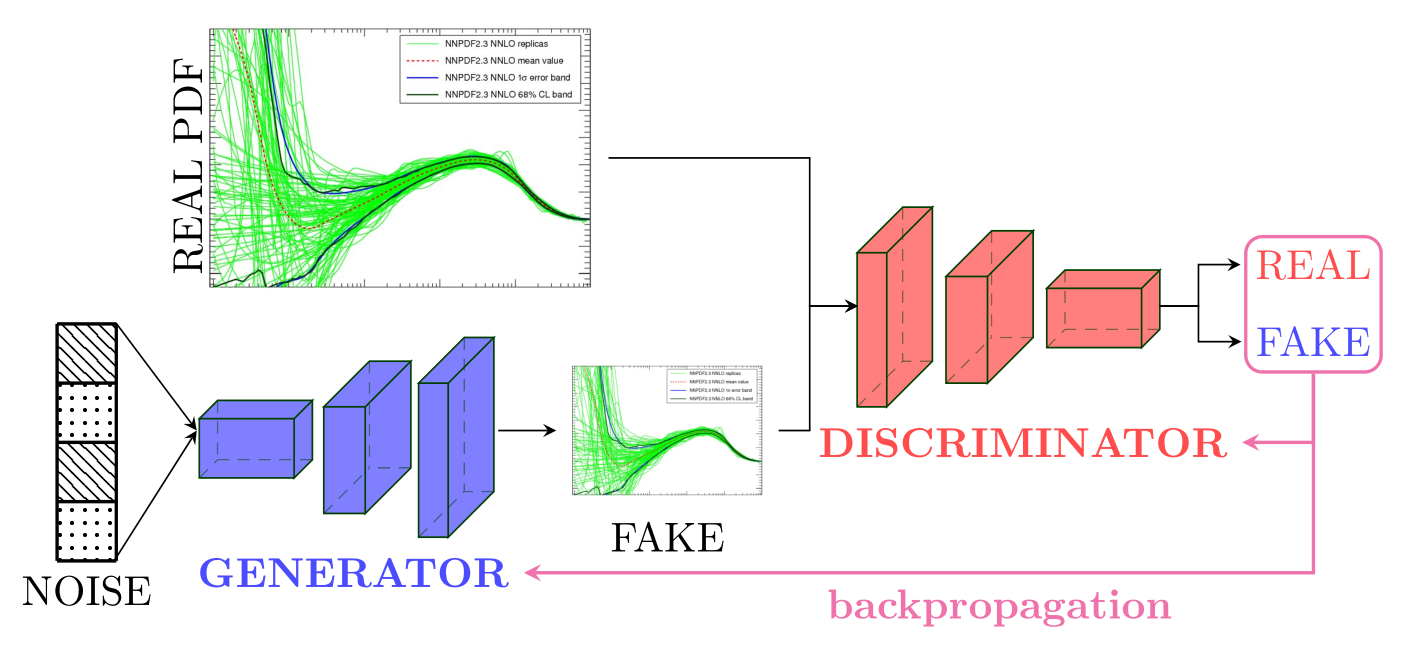 REAL PDF
NNPDF2.3 NNLO replicas
NNPDF2.3 NNLO mean value
NNPDF2.3 NNLO 1σ error band
NNPDF2.3 NNLO 68% CL band
REAL
FAKE
NNPDF2.3 NNLO replicas
NNPDF2.3 NNLO mean value
NNPDF2.3 NNLO 1σ error band
NNPDF2.3 NNLO 68% CL band
DISCRIMINATOR
FAKE
GENERATOR
NOISE
backpropagation